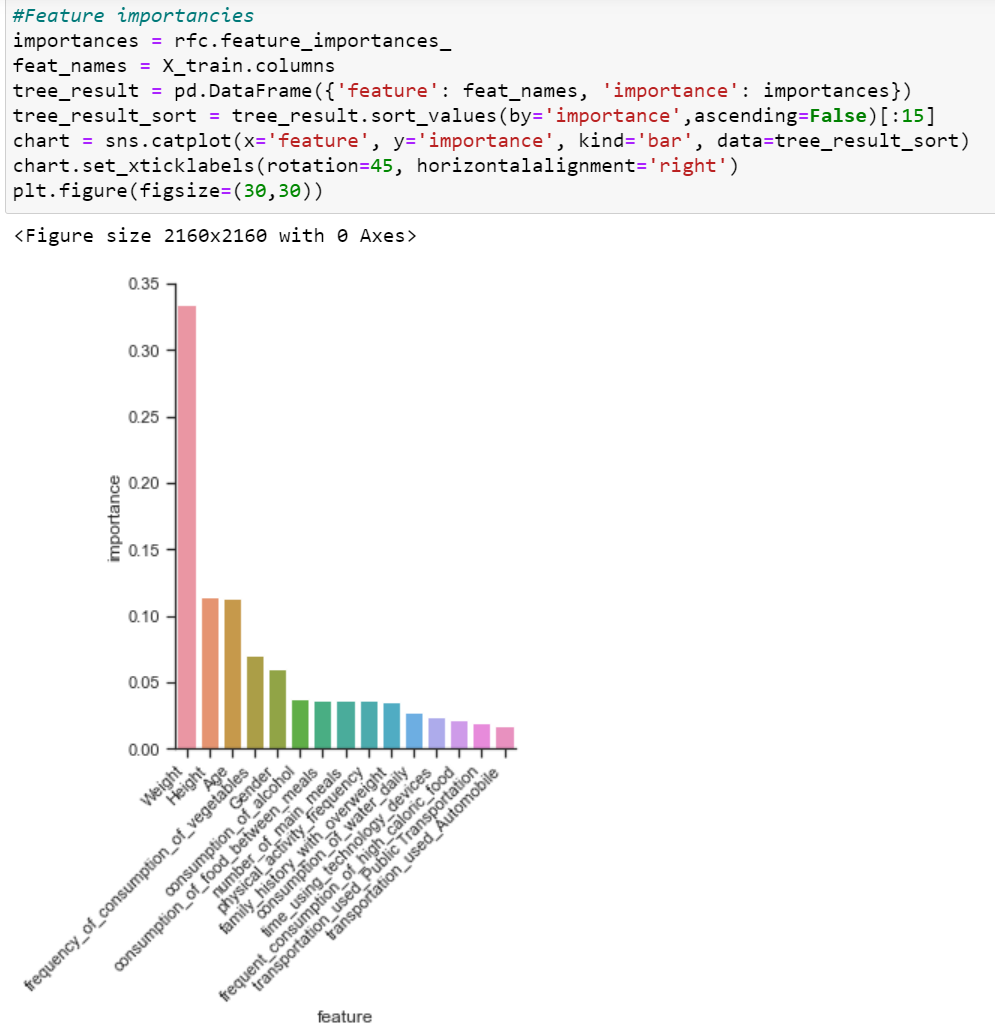 #Feature importancies
importances = rfc.feature_importances_
feat_names = X_train.columns
tree_result = pd.DataFrame({'feature': feat_names, 'importance': importances})
tree_result_sort = tree_result.sort_values(by='importance',ascending=False)[:15]
chart = sns.catplot(x='feature', y='importance', kind='bar', data=tree_result_sort)
chart.set_xticklabels(rotation=45, horizontalalignment='right')
plt.figure(figsize=(30,30))
<Figure size 2160x2160 with 0 Axes>
0.35
0.30
0.25
0.20
0.15
0.10
0.05
0.00
importance
Weight
Height
Age
frequency_of_consumption_of_vegetables
Gender
consumption_of_alcohol
consumption_of_food_between_meals
number_of_main_meals
physical_activity_frequency
family_history_with_overweight
consumption_of_water_daily
time_using_technology_devices
frequent_consumption_of_high_caloric_food
transportation_used_Public Transportation
transportation_used_Automobile
feature